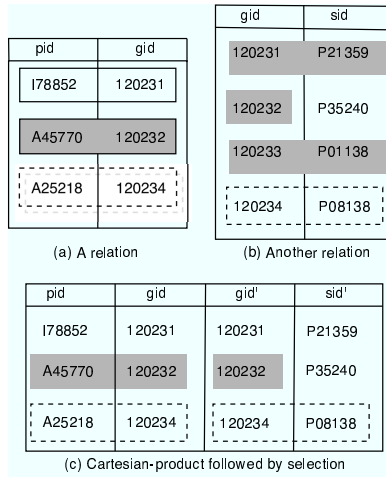 pid gid
I78852 120231
A45770 120232
A25218 120234
(a) A relation
gid sid
120231 P21359
120232 P35240
120233 P01138
120234 P08138
(b) Another relation
pid gid gid' sid'
I78852 120231 120231 P21359
A45770 120232 120232 P35240
A25218 120234 120234 P08138
(c) Cartesian-product followed by selection